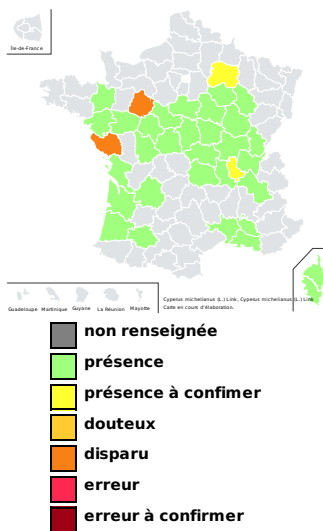 Île-de-France
Guadeloupe Martinique Guyane La Réunion Mayotte
Cyperus michelianus (L.) Link, Cyperus michelianus (L.) Link
Carte en cours d'élaboration.
non renseignée
présence
présence à confimer
douteux
disparu
erreur
erreur à confirmer